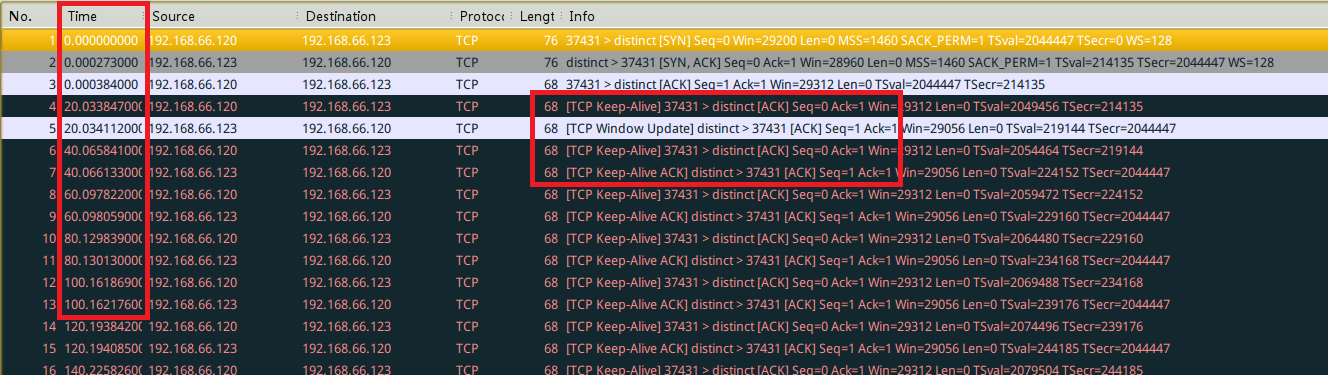 No. Time Source Destination Protoco Lengt Info
1 0.000000000 192.168.66.120 192.168.66.123 TCP 76 37431 > distinct [SYN] Seq=0 Win=29200 Len=0 MSS=1460 SACK_PERM=1 TSval=2044447 TSecr=0 WS=128
2 0.000273000 192.168.66.123 192.168.66.120 TCP 76 distinct > 37431 [SYN, ACK] Seq=0 Ack=1 Win=28960 Len=0 MSS=1460 SACK_PERM=1 TSval=214135 TSecr=2044447 WS=128
3 0.000384000 192.168.66.120 192.168.66.123 TCP 68 37431 > distinct [ACK] Seq=1 Ack=1 Win=29312 Len=0 TSval=2044447 TSecr=214135
4 20.033847000 192.168.66.120 192.168.66.123 TCP 68 [TCP Keep-Alive] 37431 > distinct [ACK] Seq=0 Ack=1 Win=29312 Len=0 TSval=2049456 TSecr=214135
5 20.034112000 192.168.66.123 192.168.66.120 TCP 68 [TCP Window Update] distinct > 37431 [ACK] Seq=1 Ack=1 Win=29056 Len=0 TSval=219144 TSecr=2044447
6 40.065841000 192.168.66.120 192.168.66.123 TCP 68 [TCP Keep-Alive] 37431 > distinct [ACK] Seq=0 Ack=1 Win=29312 Len=0 TSval=2054464 TSecr=219144
7 40.066133000 192.168.66.123 192.168.66.120 TCP 68 [TCP Keep-Alive ACK] distinct > 37431 [ACK] Seq=1 Ack=1 Win=29056 Len=0 TSval=224152 TSecr=2044447
8 60.097822000 192.168.66.120 192.168.66.123 TCP 68 [TCP Keep-Alive] 37431 > distinct [ACK] Seq=0 Ack=1 Win=29312 Len=0 TSval=2059472 TSecr=224152
9 60.098059000 192.168.66.123 192.168.66.120 TCP 68 [TCP Keep-Alive ACK] distinct > 37431 [ACK] Seq=1 Ack=1 Win=29056 Len=0 TSval=229160 TSecr=2044447
10 80.129839000 192.168.66.120 192.168.66.123 TCP 68 [TCP Keep-Alive] 37431 > distinct [ACK] Seq=0 Ack=1 Win=29312 Len=0 TSval=2064480 TSecr=229160
11 80.130013000 192.168.66.123 192.168.66.120 TCP 68 [TCP Keep-Alive ACK] distinct > 37431 [ACK] Seq=1 Ack=1 Win=29056 Len=0 TSval=234168 TSecr=2044447
12 100.16186900 192.168.66.120 192.168.66.123 TCP 68 [TCP Keep-Alive] 37431 > distinct [ACK] Seq=0 Ack=1 Win=29312 Len=0 TSval=2069488 TSecr=234168
13 100.16217600 192.168.66.123 192.168.66.120 TCP 68 [TCP Keep-Alive ACK] distinct > 37431 [ACK] Seq=1 Ack=1 Win=29056 Len=0 TSval=239176 TSecr=2044447
14 120.19384200 192.168.66.120 192.168.66.123 TCP 68 [TCP Keep-Alive] 37431 > distinct [ACK] Seq=0 Ack=1 Win=29312 Len=0 TSval=2074496 TSecr=239176
15 120.19408500 192.168.66.123 192.168.66.120 TCP 68 [TCP Keep-Alive ACK] distinct > 37431 [ACK] Seq=1 Ack=1 Win=29056 Len=0 TSval=244185 TSecr=2044447
16 140.22582600 192.168.66.120 192.168.66.123 TCP 68 [TCP Keep-Alive] 37431 > distinct [ACK] Seq=0 Ack=1 Win=29312 Len=0 TSval=2079504 TSecr=244185